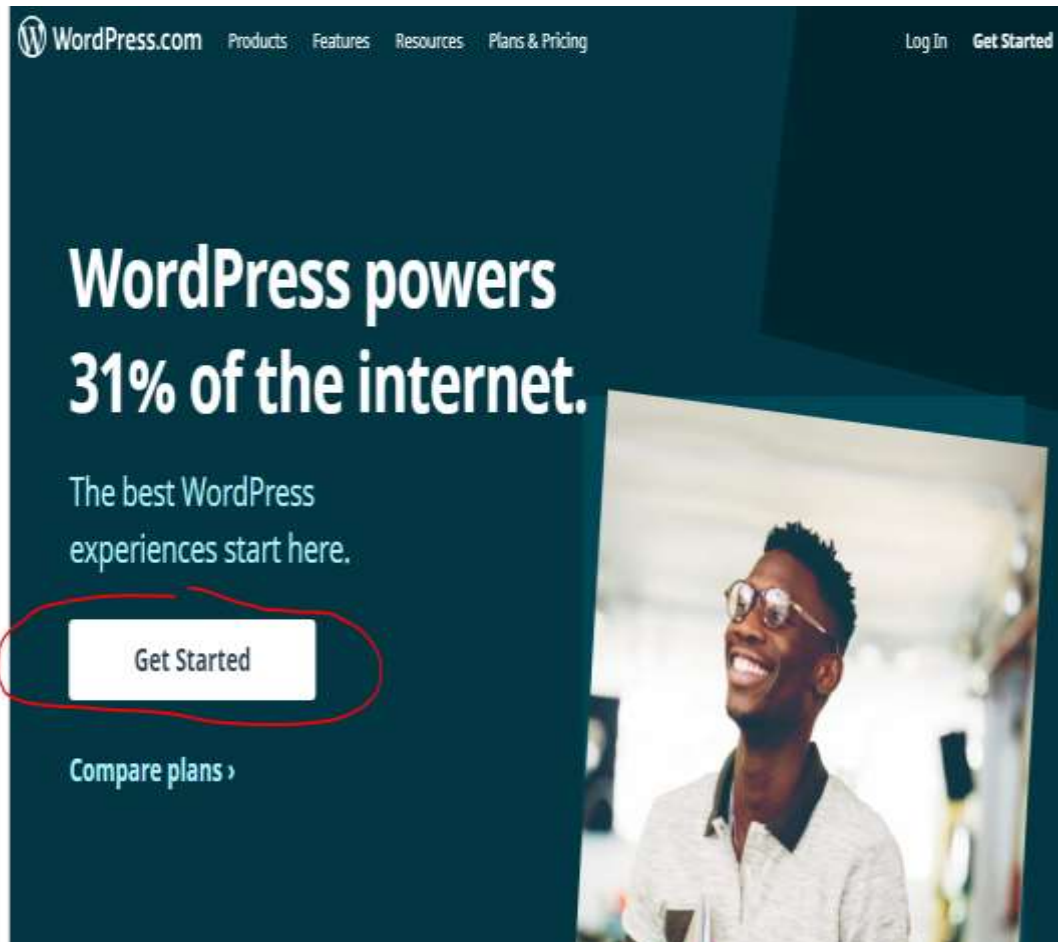 WordPress.com Products Features Resources Plans & Pricing Log In Get Started
WordPress powers
31% of the internet.
The best WordPress
experiences start here.
Get Started
Compare plans ›